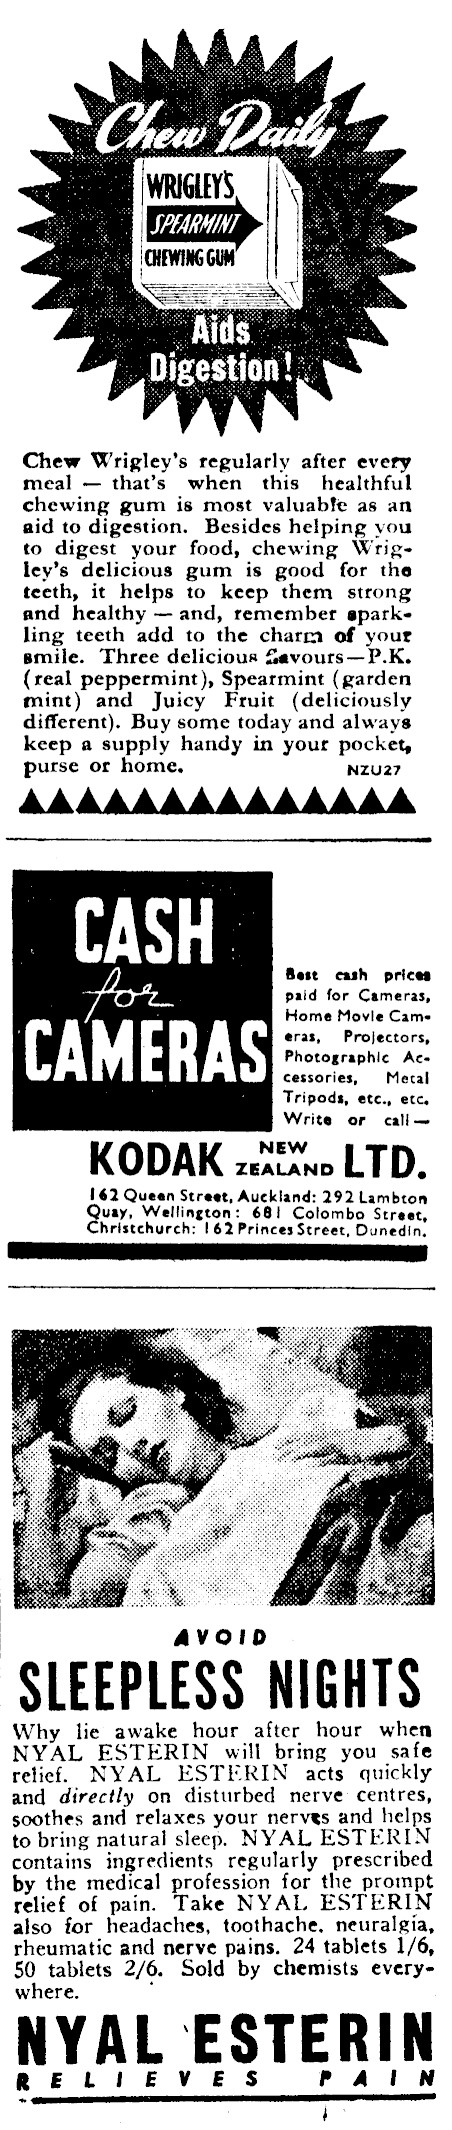 Chew Daily
WRIGLEY'S
SPEARMINT
CHEWING GUM
Aids
Digestion!
Chew Wrigley's regularly after every
meal — that's when this healthful
chewing gum is most valuable as an
aid to digestion. Besides helping you
to digest your food, chewing Wrig-
ley's delicious gum is good for the
teeth, it helps to keep them strong
and healthy — and, remember spark-
ling teeth add to the charm of your
smile. Three delicious flavours—P.K.
(real peppermint), Spearmint (garden
mint) and Juicy Fruit (deliciously
different). Buy some today and always
keep a supply handy in your pocket,
purse or home. NZU27
CASH
for
CAMERAS
Best cash prices
paid for Cameras,
Home Movie Cam-
eras, Projectors,
Photographic Ac-
cessories, Metal
Tripods, etc., etc.
Write or call—
KODAK NEW ZEALAND LTD.
162 Queen Street, Auckland: 292 Lambton
Quay, Wellington: 681 Colombo Street,
Christchurch: 162 Princes Street, Dunedin.
AVOID
SLEEPLESS NIGHTS
Why lie awake hour after hour when
NYAL ESTERIN will bring you safe
relief. NYAL ESTERIN acts quickly
and directly on disturbed nerve centres,
soothes and relaxes your nerves and helps
to bring natural sleep. NYAL ESTERIN
contains ingredients regularly prescribed
by the medical profession for the prompt
relief of pain. Take NYAL ESTERIN
also for headaches, toothache, neuralgia,
rheumatic and nerve pains. 24 tablets 1/6,
50 tablets 2/6. Sold by chemists every-
where.
NYAL ESTERIN
RELIEVES PAIN